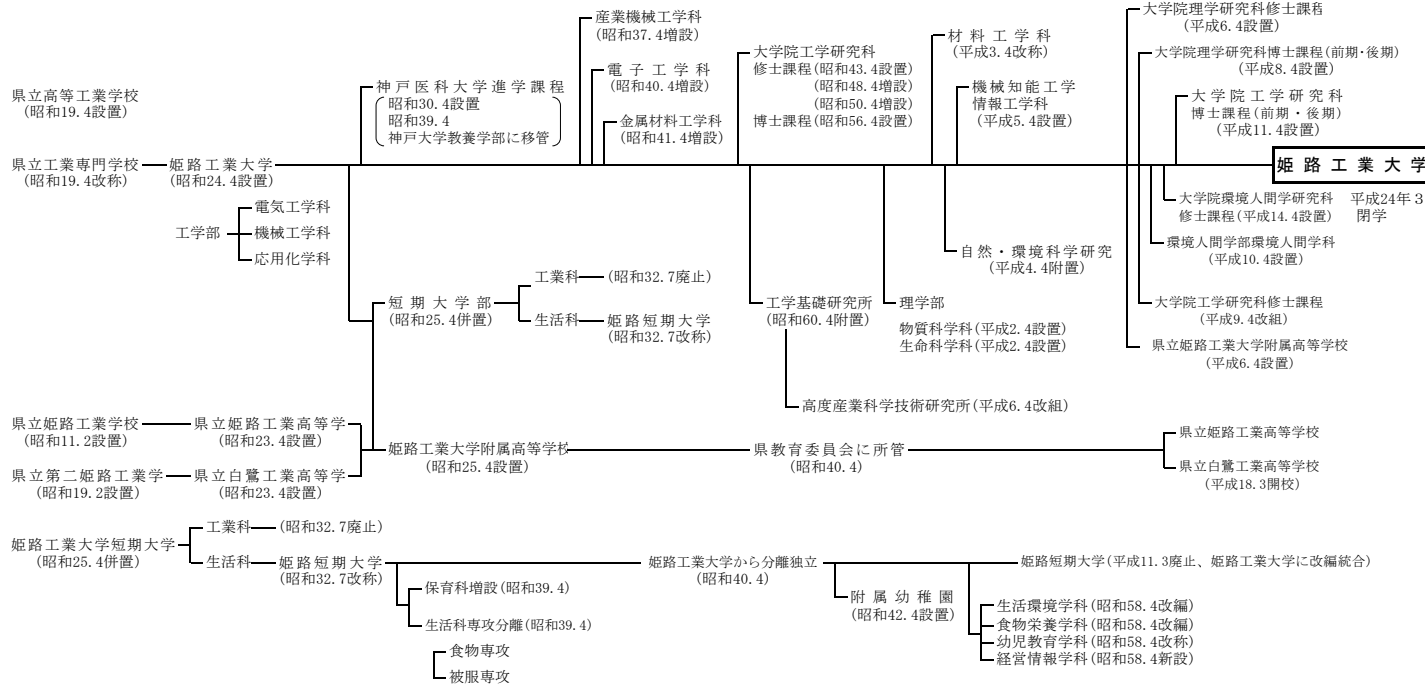 県立高等工業学校
(昭和19.4設置)
県立工業専門学校
(昭和19.4改称)
姫路工業大学
(昭和24.4設置)
工学部
電気工学科
機械工学科
応用化学科
神戸医科大学進学課程
昭和30.4設置
昭和39.4
神戸大学教養学部に移管
産業機械工学科
(昭和37.4増設)
電子工学科
(昭和40.4増設)
金属材料工学科
(昭和41.4増設)
大学院工学研究科
修士課程(昭和43.4設置)
(昭和48.4増設)
(昭和50.4増設)
博士課程(昭和56.4設置)
材料工学科
(平成3.4改称)
機械知能工学
情報工学科
(平成5.4設置)
大学院理学研究科修士課程
(平成6.4設置)
大学院理学研究科博士課程(前期・後期)
(平成8.4設置)
大学院工学研究科
博士課程(前期・後期)
(平成11.4設置)
姫路工業大学
平成24年3
閉学
大学院環境人間学研究科
修士課程(平成14.4設置)
環境人間学部環境人間学科
(平成10.4設置)
大学院工学研究科修士課程
(平成9.4改組)
県立姫路工業大学附属高等学校
(平成6.4設置)
自然・環境科学研究
(平成4.4附置)
理学部
物質科学科(平成2.4設置)
生命科学科(平成2.4設置)
工学基礎研究所
(昭和60.4附置)
高度産業科学技術研究所(平成6.4改組)
短期大学部
(昭和25.4併置)
工業科
(昭和32.7廃止)
生活科
姫路短期大学
(昭和32.7改称)
県立姫路工業学校
(昭和11.2設置)
県立姫路工業高等学
(昭和23.4設置)
県立第二姫路工業学
(昭和19.2設置)
県立白鷺工業高等学
(昭和23.4設置)
姫路工業大学附属高等学校
(昭和25.4設置)
県教育委員会に所管
(昭和40.4)
県立姫路工業高等学校
県立白鷺工業高等学校
(平成18.3開校)
姫路工業大学短期大学
(昭和25.4併置)
工業科
(昭和32.7廃止)
生活科
姫路短期大学
(昭和32.7改称)
保育科増設(昭和39.4)
生活科専攻分離(昭和39.4)
食物専攻
被服専攻
姫路工業大学から分離独立
(昭和40.4)
附属幼稚園
(昭和42.4設置)
姫路短期大学(平成11.3廃止、姫路工業大学に改編統合)
生活環境学科(昭和58.4改編)
食物栄養学科(昭和58.4改編)
幼児教育学科(昭和58.4改称)
経営情報学科(昭和58.4新設)